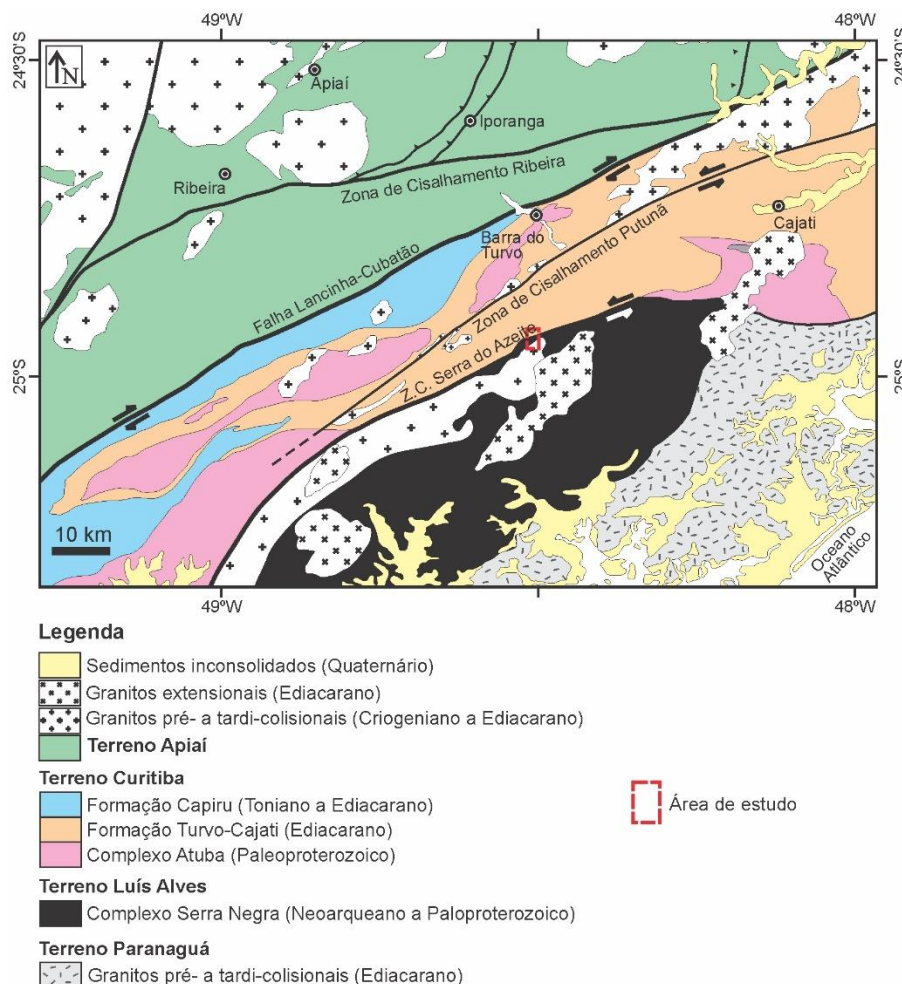 49ºW
48ºW
24º30'S
24º30'S
N
Apiaí
Iporanga
Ribeira
Zona de Cisalhamento Ribeira
Cajati
Barra do
Turvo
Zona de Cisalhamento Putunã
Falha Lancinha-Cubatão
Z.C. Serra do Azeite
25ºS
25ºS
10 km
Oceano
Atlântico
49ºW
48ºW
Legenda
Sedimentos inconsolidados (Quaternário)
Granitos extensionais (Ediacarano)
Granitos pré- a tardi-colisionais (Criogeniano a Ediacarano)
Terreno Apiaí
Terreno Curitiba
Formação Capiru (Toniano a Ediacarano)
Formação Turvo-Cajati (Ediacarano)
Complexo Atuba (Paleoproterozoico)
Área de estudo
Terreno Luís Alves
Complexo Serra Negra (Neoarqueano a Paloproterozoico)
Terreno Paranaguá
Granitos pré- a tardi-colisionais (Ediacarano)